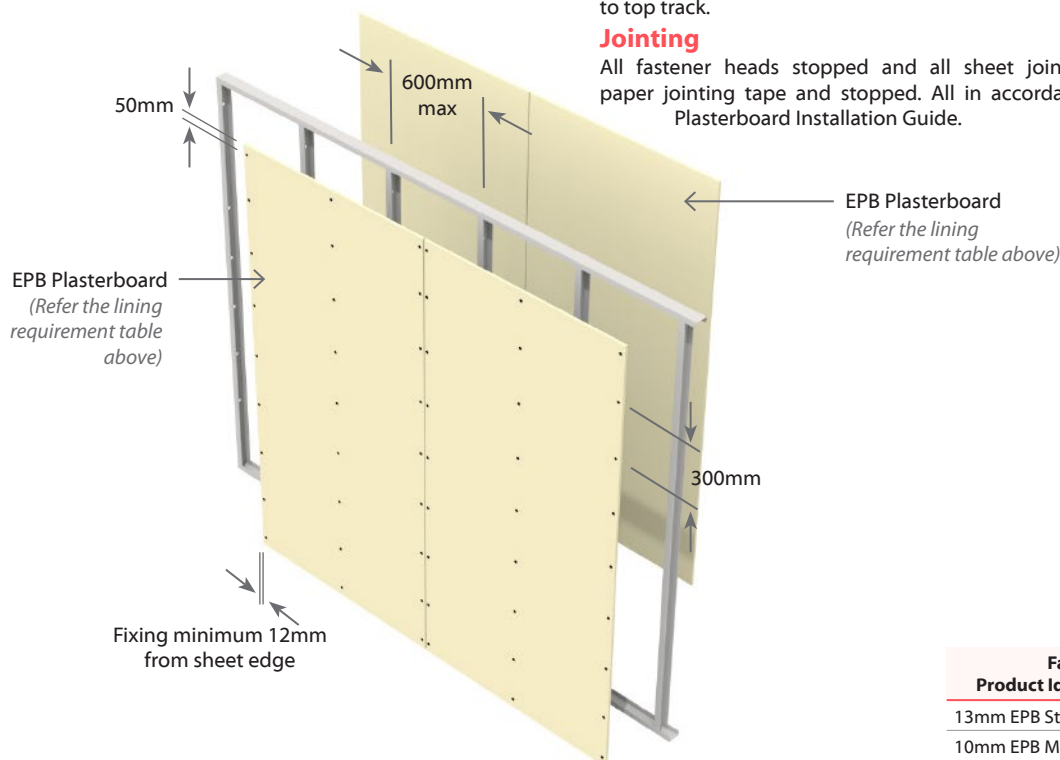 to top track.
Jointing
All fastener heads stopped and all sheet join
paper jointing tape and stopped. All in accorda
Plasterboard Installation Guide.
50mm
600mm
max
EPB Plasterboard
(Refer the lining
requirement table above)
EPB Plasterboard
(Refer the lining
requirement table
above)
300mm
Fixing minimum 12mm
from sheet edge
Fa
Product Id
13mm EPB St
10mm EPB M